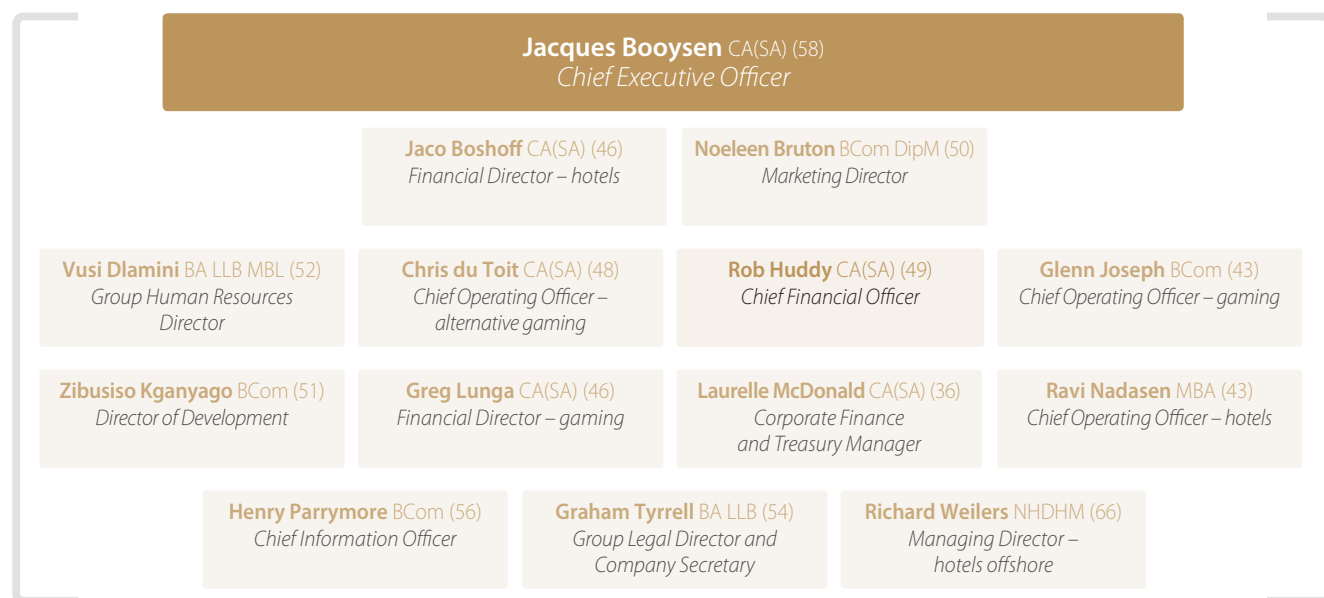 Jacques Booysen CA(SA) (58)
Chief Executive Officer
Jaco Boshoff CA(SA) (46)
Financial Director – hotels
Noeleen Bruton BCom DipM (50)
Marketing Director
Vusi Dlamini BA LLB MBL (52)
Group Human Resources
Director
Chris du Toit CA(SA) (48)
Chief Operating Officer –
alternative gaming
Rob Huddy CA(SA) (49)
Chief Financial Officer
Glenn Joseph BCom (43)
Chief Operating Officer – gaming
Zibusiso Kganyago BCom (51)
Director of Development
Greg Lunga CA(SA) (46)
Financial Director – gaming
Laurelle McDonald CA(SA) (36)
Corporate Finance
and Treasury Manager
Ravi Nadasen MBA (43)
Chief Operating Officer – hotels
Henry Parrymore BCom (56)
Chief Information Officer
Graham Tyrrell BA LLB (54)
Group Legal Director and
Company Secretary
Richard Weilers NHDHM (66)
Managing Director –
hotels offshore